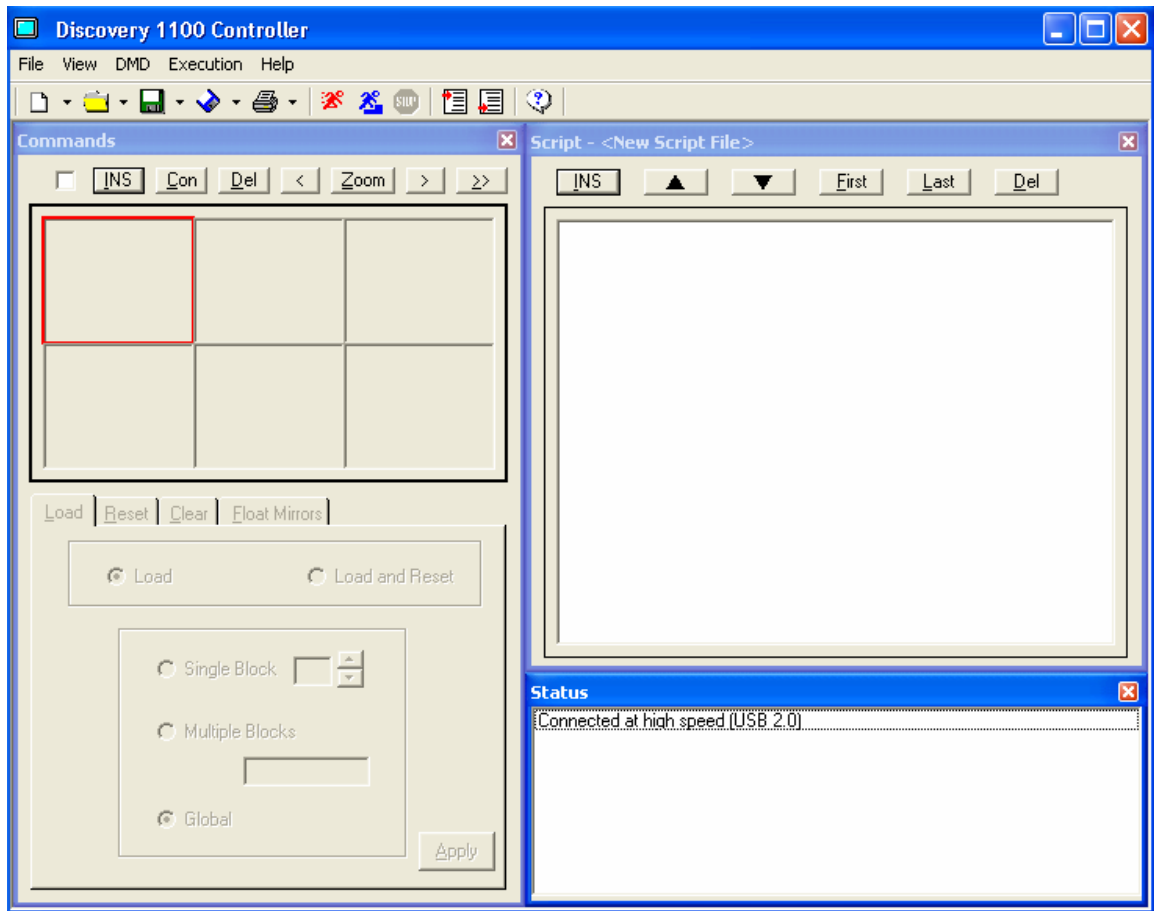 Discovery 1100 Controller
File View DMD Execution Help
STOP
Commands
INS Con Del < Zoom > >>
Load Reset Clear Float Mirrors
Load Load and Reset
Single Block
Multiple Blocks
Global
Apply
Script - <New Script File>
INS ▲ ▼ First Last Del
Status
Connected at high speed (USB 2.0)